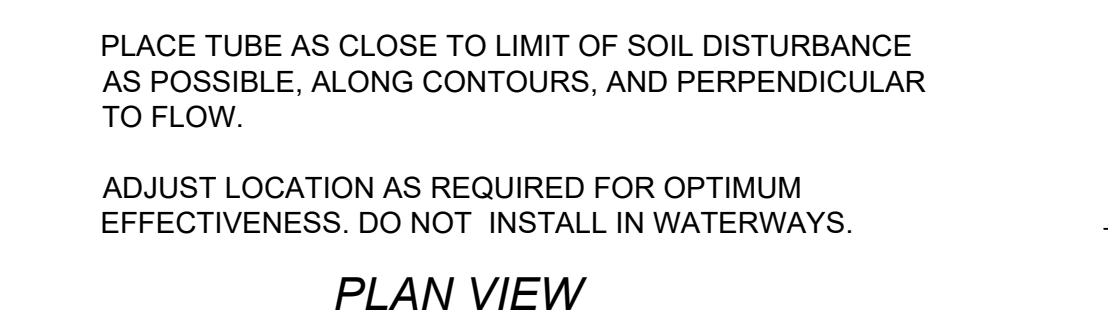 PLACE TUBE AS CLOSE TO LIMIT OF SOIL DISTURBANCE
AS POSSIBLE, ALONG CONTOURS, AND PERPENDICULAR
TO FLOW.
ADJUST LOCATION AS REQUIRED FOR OPTIMUM
EFFECTIVENESS. DO NOT  INSTALL IN WATERWAYS.
PLAN VIEW